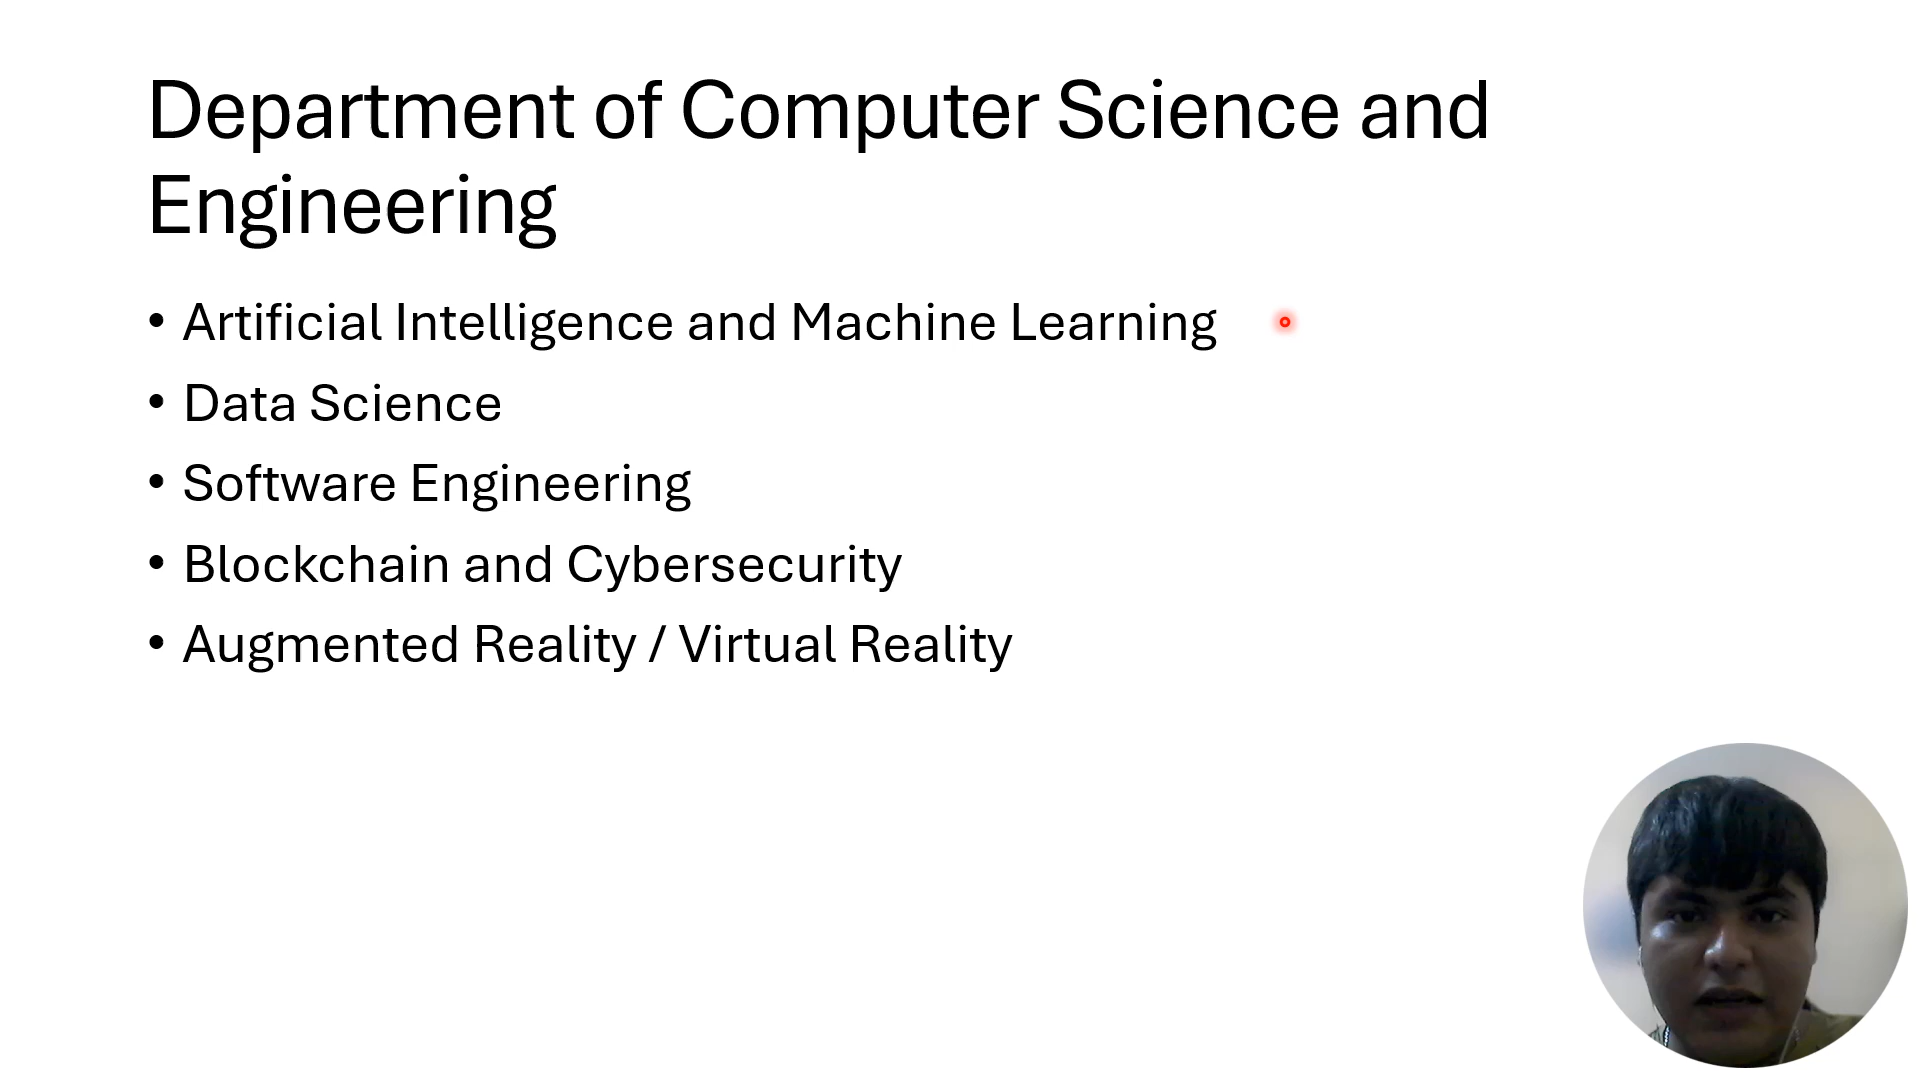 Department of Computer Science and
Engineering
• Artificial Intelligence and Machine Learning
• Data Science
• Software Engineering
• Blockchain and Cybersecurity
• Augmented Reality / Virtual Reality